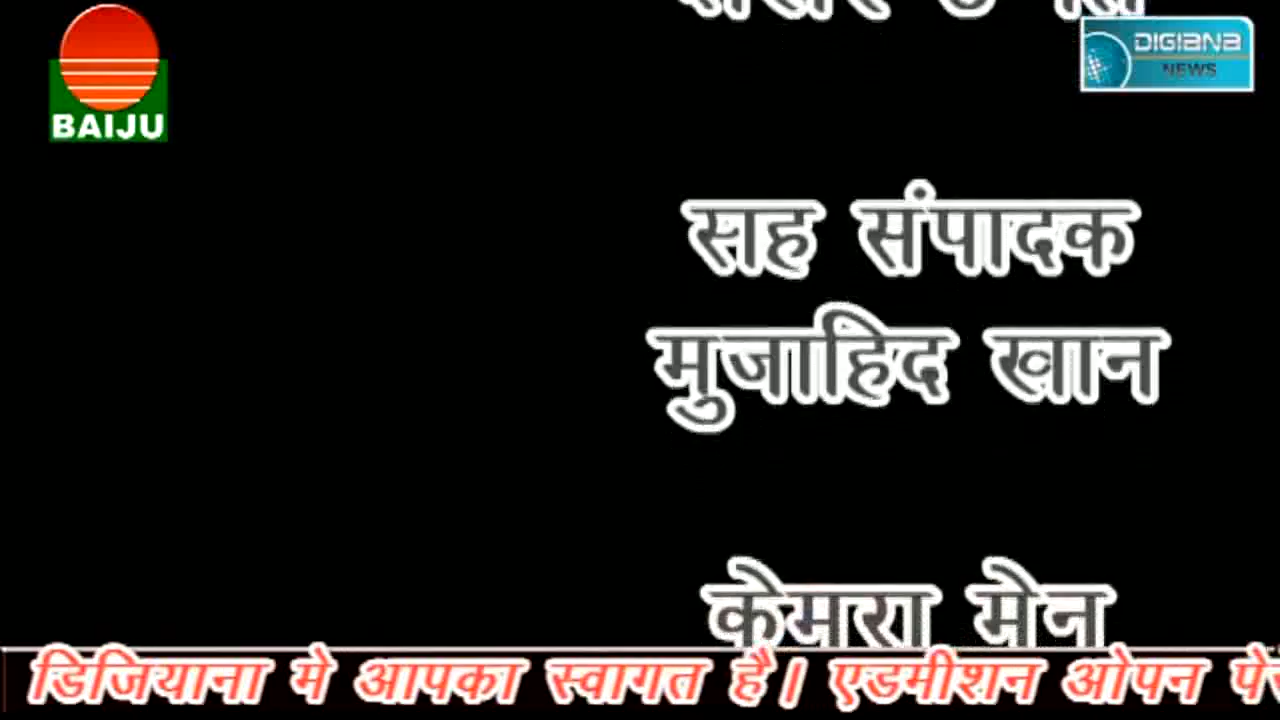 DIGIANA
NEWS
BAIJU
सह संपादक
मुजाहिद खान
केमरा मेन
डिजियाना मे आपका स्वागत है। एडमीशन ओपन